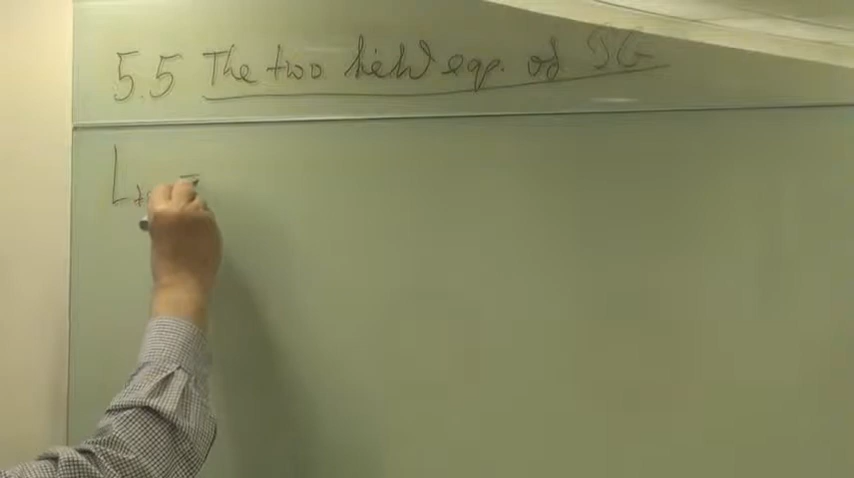 5.5 The two field eqs. of SG
L =